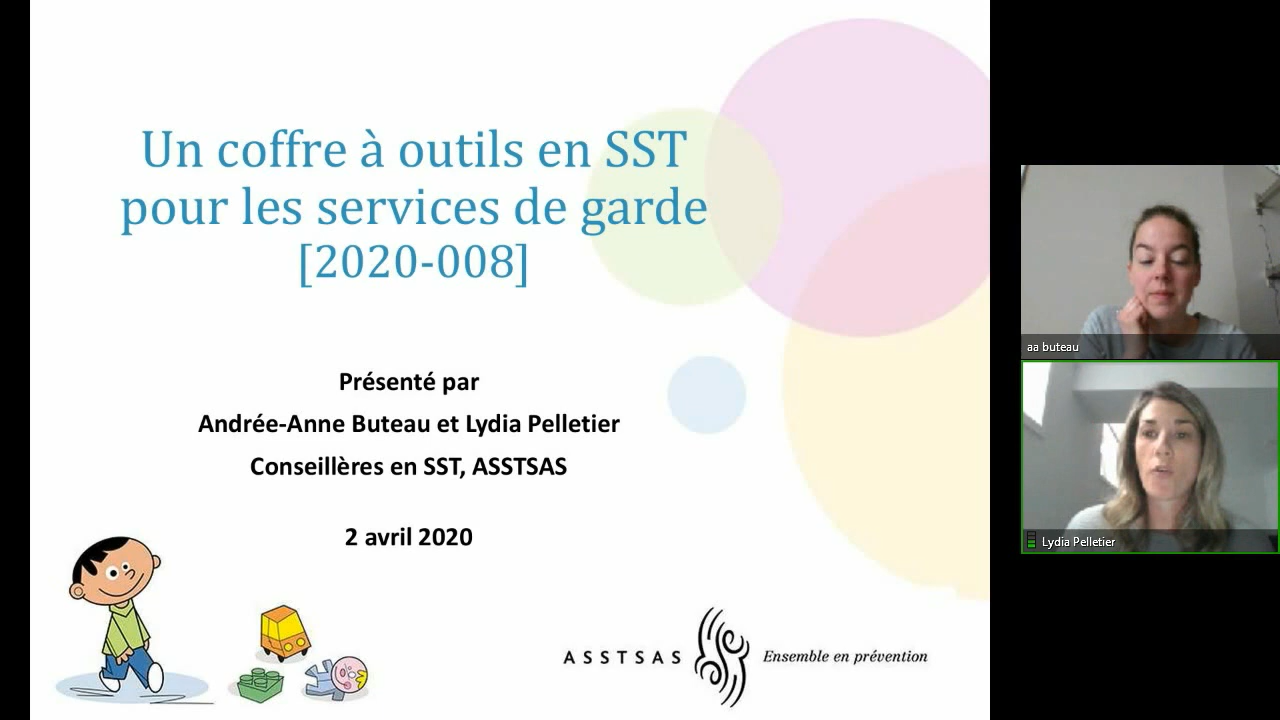 Un coffre à outils en SST
pour les services de garde
[2020-008]
Présenté par
Andrée-Anne Buteau et Lydia Pelletier
Conseillères en SST, ASSTSAS
2 avril 2020
ASSTSAS Ensemble en prévention
aa buteau
Lydia Pelletier